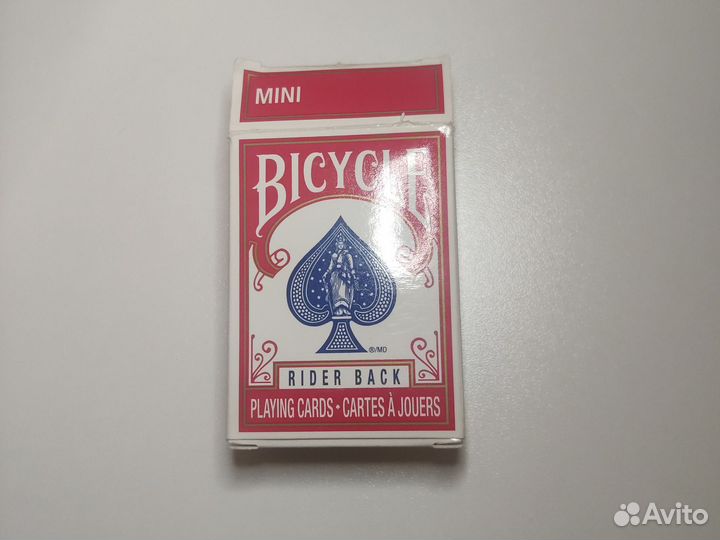 MINI
BICYCLE
®/MD
RIDER BACK
PLAYING CARDS • CARTES À JOUERS
Avito